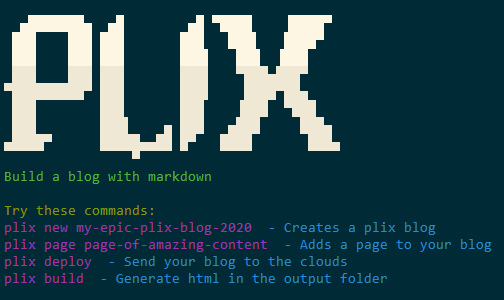 PLIX
Build a blog with markdown
Try these commands:
plix new my-epic-plix-blog-2020 - Creates a plix blog
plix page page-of-amazing-content - Adds a page to your blog
plix deploy - Send your blog to the clouds
plix build - Generate html in the output folder